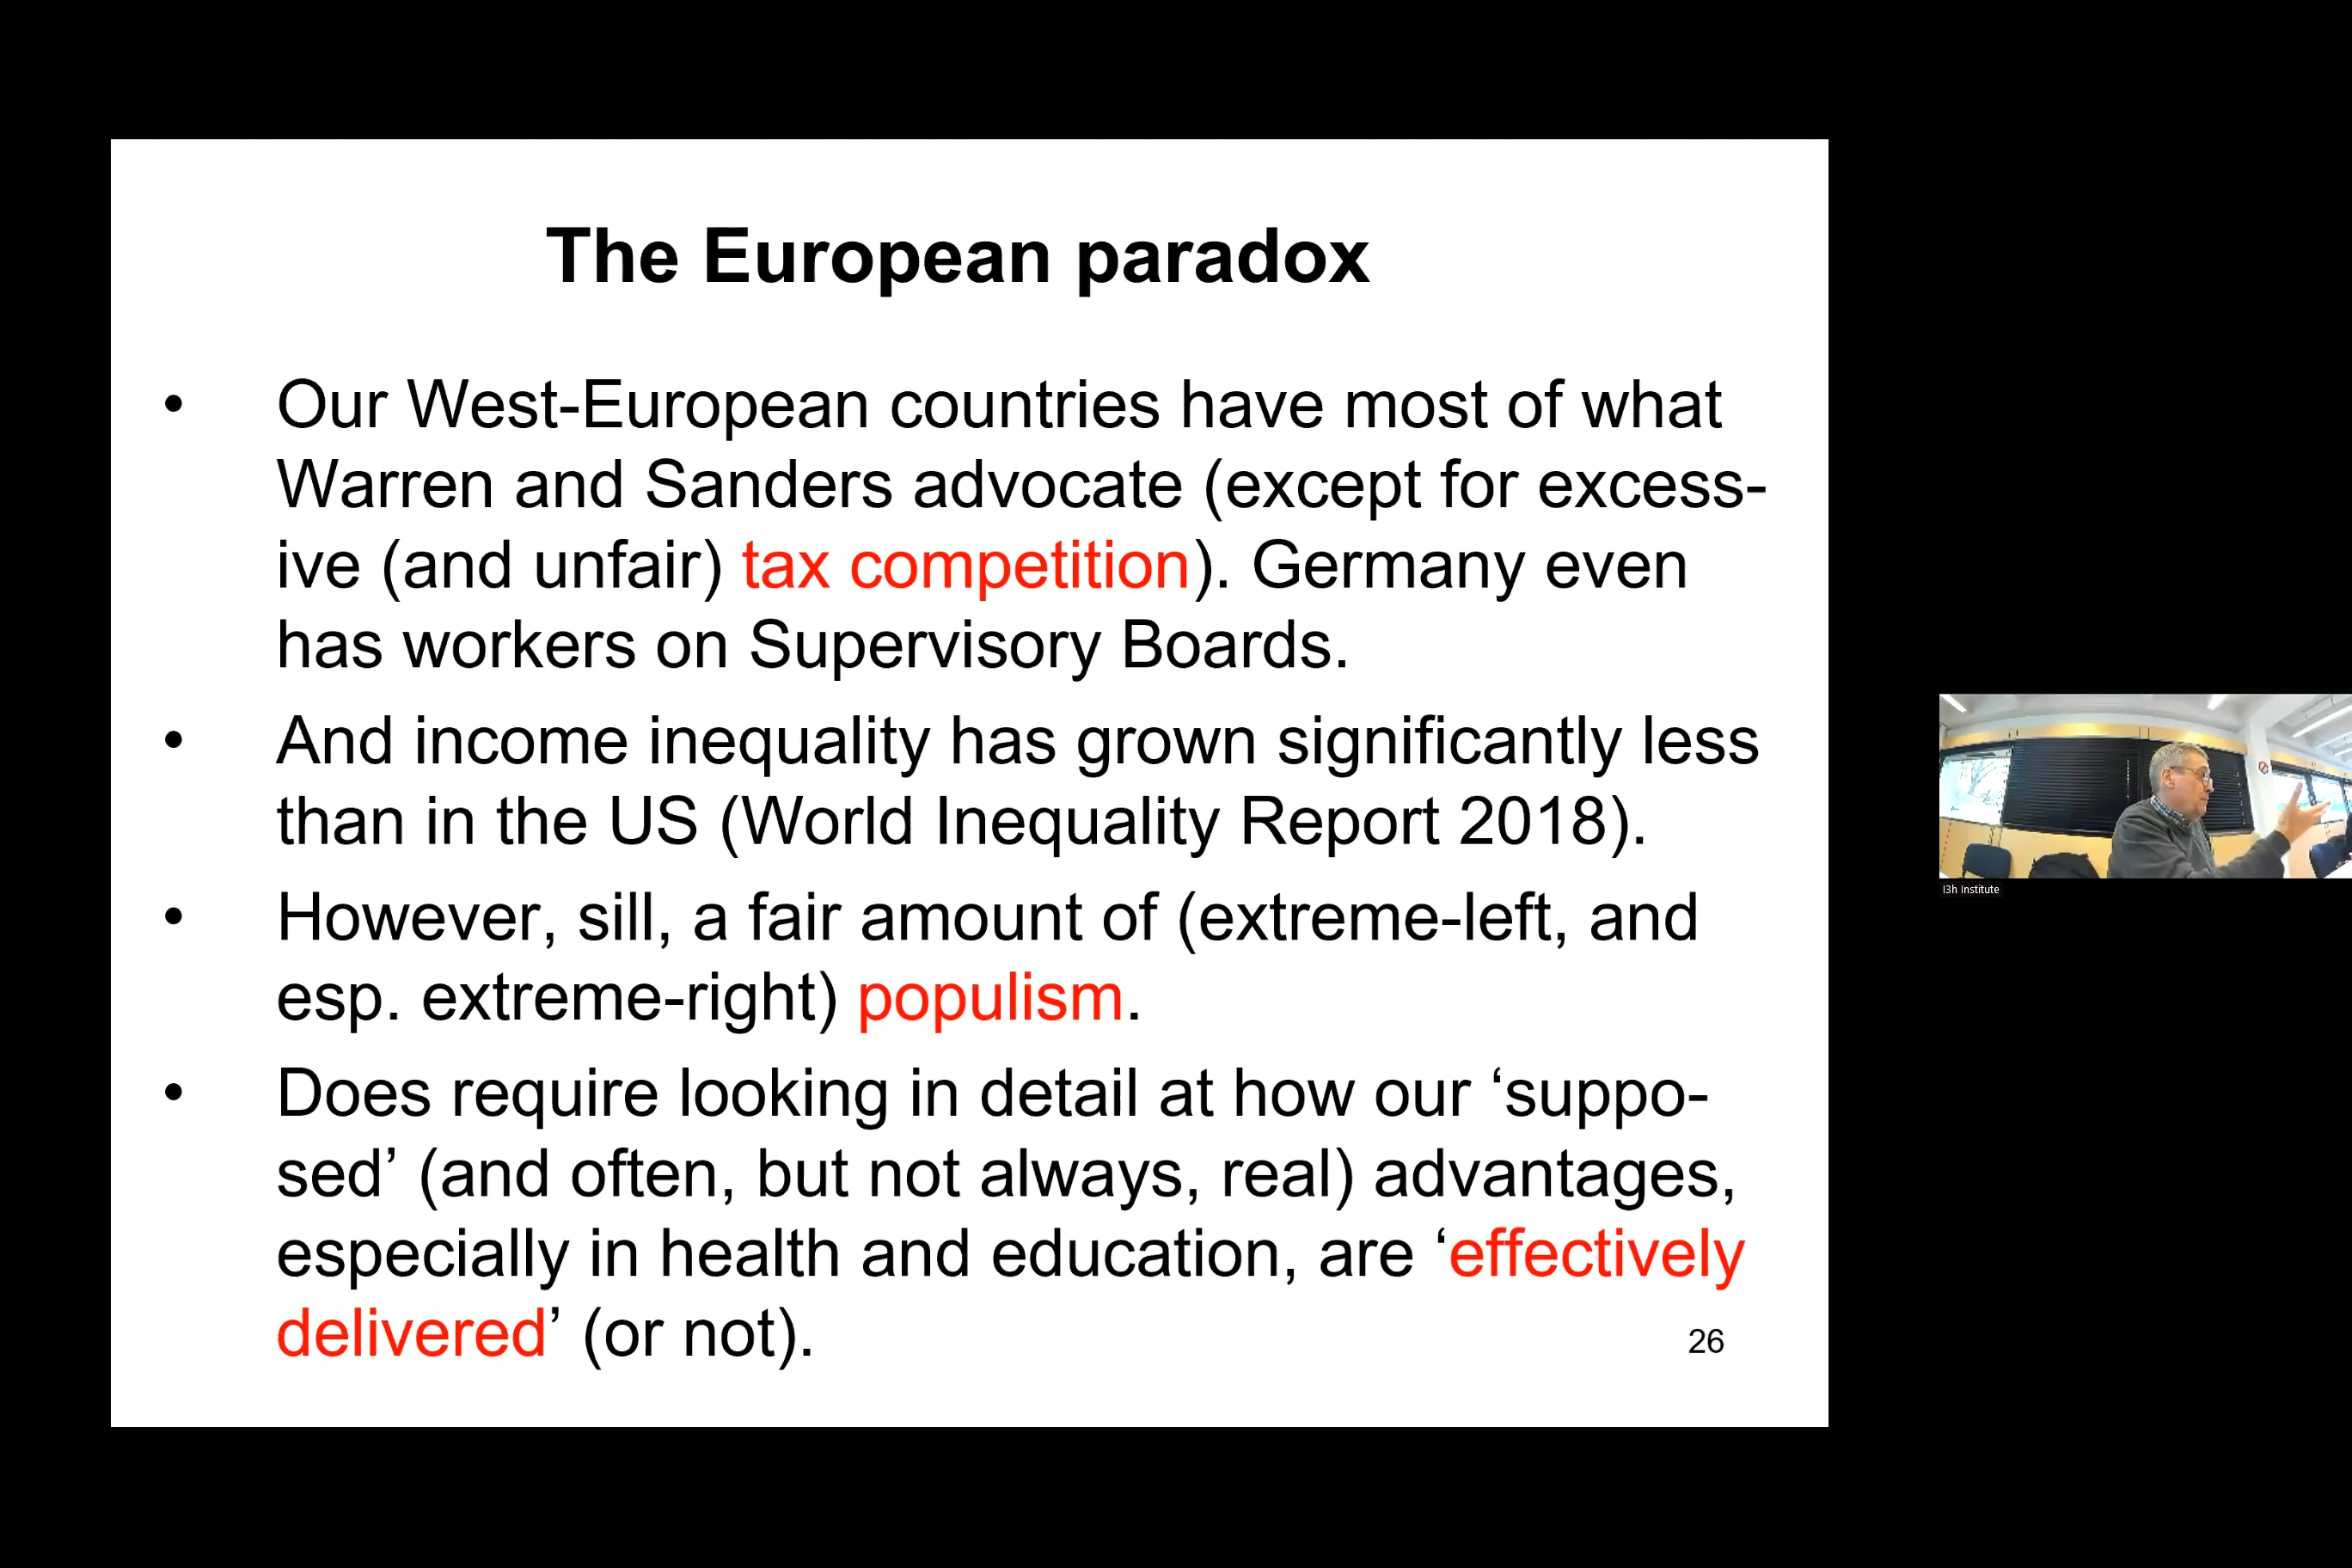 The European paradox
• Our West-European countries have most of what
Warren and Sanders advocate (except for excess-
ive (and unfair) tax competition). Germany even
has workers on Supervisory Boards.
• And income inequality has grown significantly less
than in the US (World Inequality Report 2018).
• However, sill, a fair amount of (extreme-left, and
esp. extreme-right) populism.
• Does require looking in detail at how our ‘suppo-
sed’ (and often, but not always, real) advantages,
especially in health and education, are ‘effectively
delivered’ (or not).
26
I3h Institute